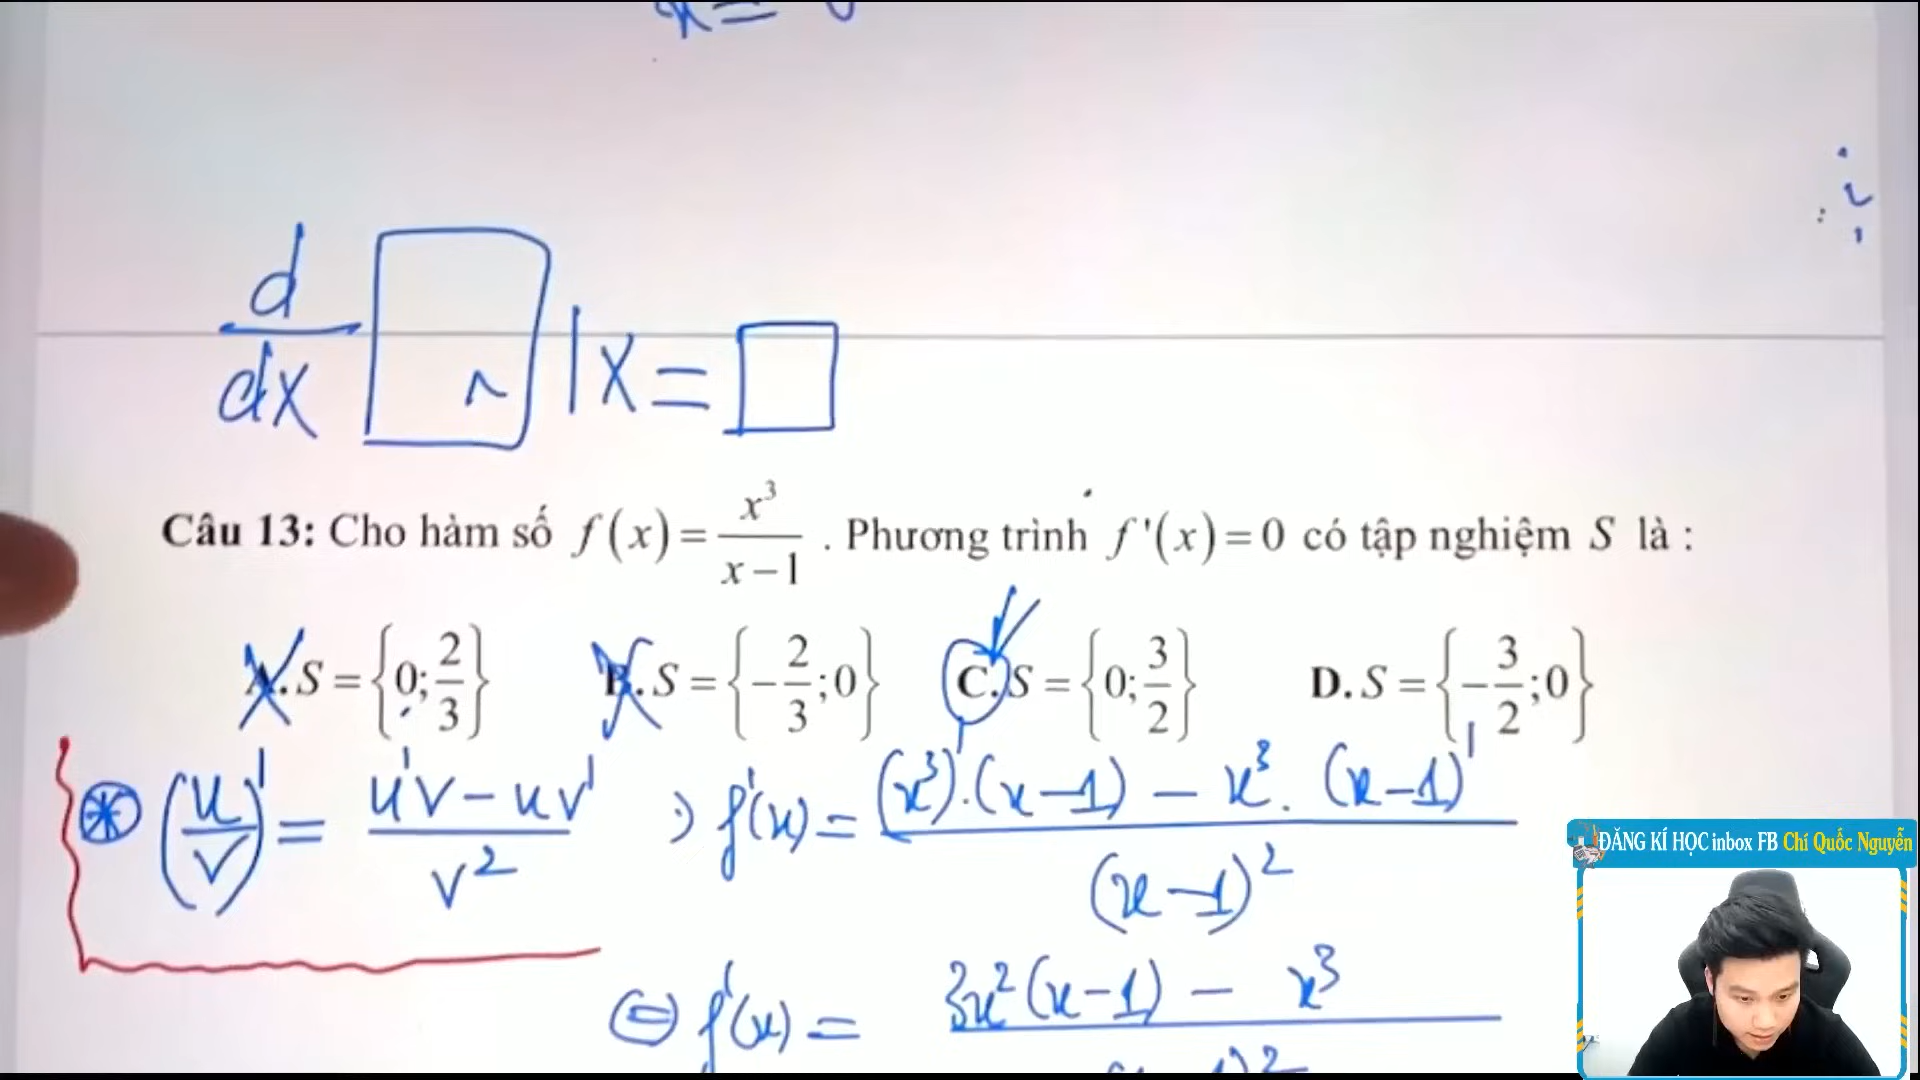 x =
d/dx [ ] | x = [ ]
Câu 13: Cho hàm số f(x) = x³/(x−1) . Phương trình f'(x) = 0 có tập nghiệm S là :
A. S = {0; 2/3} B. S = {−2/3; 0} C. S = {0; 3/2} D. S = {−3/2; 0}
(u/v)' = (u'v − uv')/v² → f'(x) = ((x³)'.(x−1) − x³.(x−1)')/(x−1)²
ĐĂNG KÍ HỌC inbox FB Chí Quốc Nguyễn
⇔ f'(x) = (3x²(x−1) − x³)/